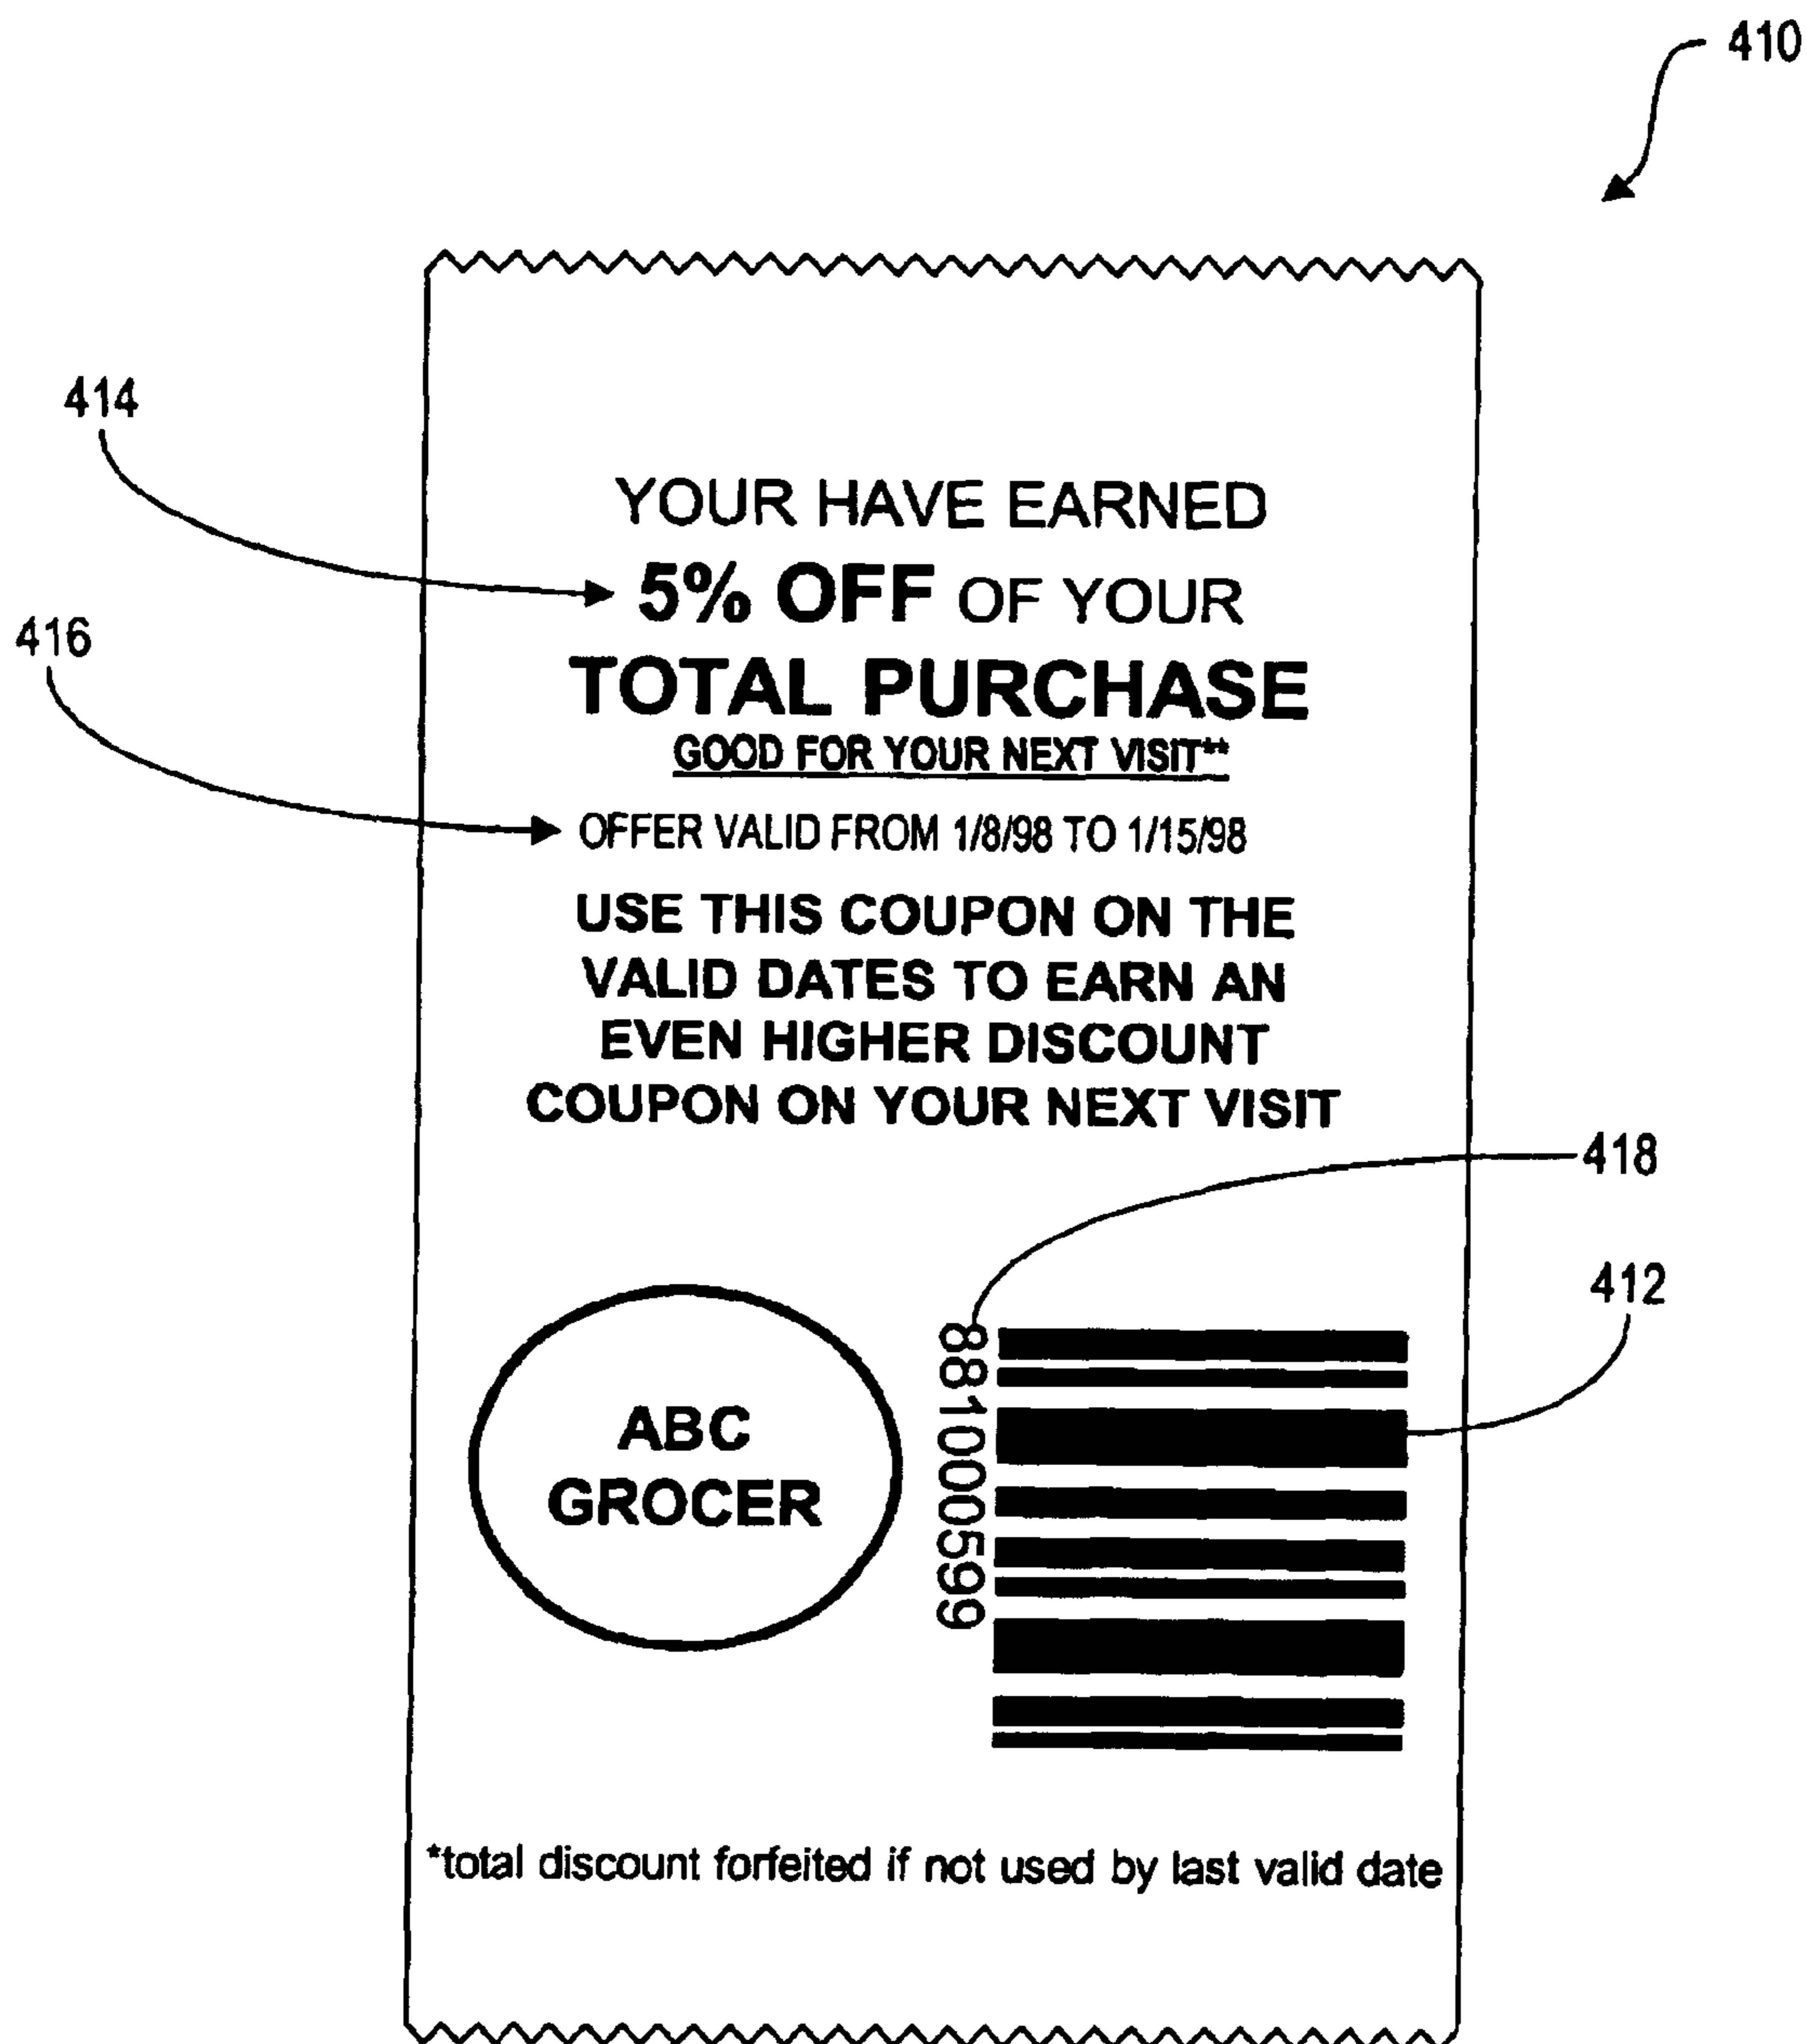 410
414
YOUR HAVE EARNED
5% OFF OF YOUR
416
TOTAL PURCHASE
GOOD FOR YOUR NEXT VISIT**
OFFER VALID FROM 1/8/98 TO 1/15/98
USE THIS COUPON ON THE
VALID DATES TO EARN AN
EVEN HIGHER DISCOUNT
COUPON ON YOUR NEXT VISIT
418
412
ABC
GROCER
8810000599
*total discount forfeited if not used by last valid date